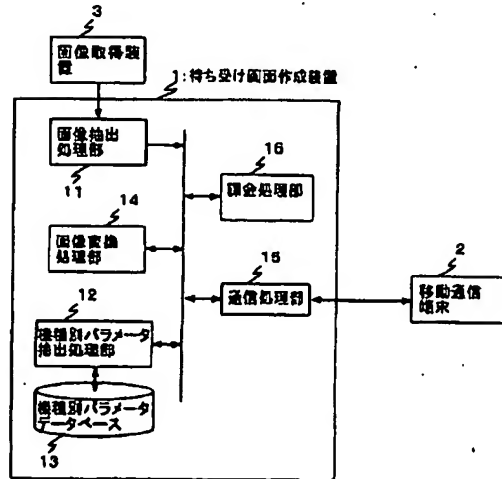 3
画像取得装
置
1:待ち受け画面作成装置
画像抽出
処理部
11
16
課金処理部
14
画像変換
処理部
15
通信処理部
2
移動通信
端末
12
機種別パラメータ
抽出処理部
機種別パラメータ
データベース
13